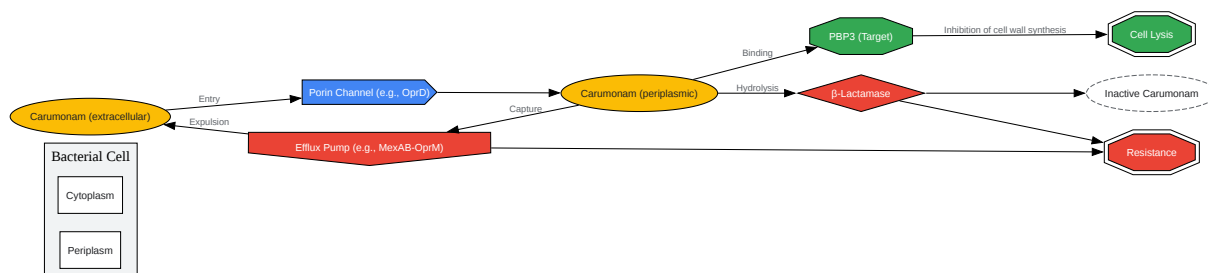 PBP3 (Target)
Inhibition of cell wall synthesis
Cell Lysis
Binding
Porin Channel (e.g., OprD)
Carumonam (periplasmic)
Hydrolysis
β-Lactamase
Inactive Carumonam
Entry
Carumonam (extracellular)
Capture
Expulsion
Efflux Pump (e.g., MexAB-OprM)
Resistance
Bacterial Cell
Cytoplasm
Periplasm